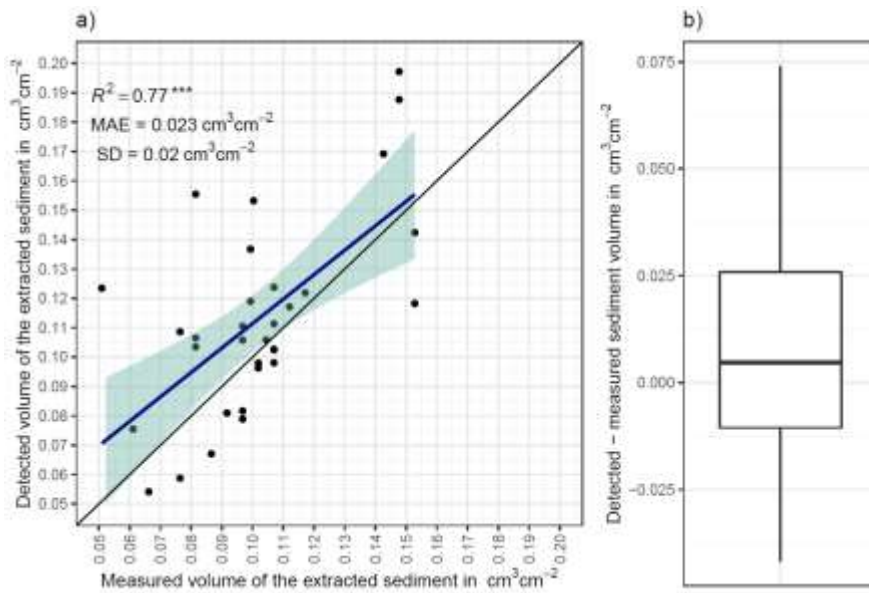 a)
Detected volume of the extracted sediment in cm³cm⁻²
0.20
0.19
0.18
0.17
0.16
0.15
0.14
0.13
0.12
0.11
0.10
0.09
0.08
0.07
0.06
0.05
R² = 0.77 ***
MAE = 0.023 cm³cm⁻²
SD = 0.02 cm³cm⁻²
0.05 0.06 0.07 0.08 0.09 0.10 0.11 0.12 0.13 0.14 0.15 0.16 0.17 0.18 0.19 0.20
Measured volume of the extracted sediment in cm³cm⁻²
b)
Detected − measured sediment volume in cm³cm⁻²
0.075
0.050
0.025
0.000
−0.025